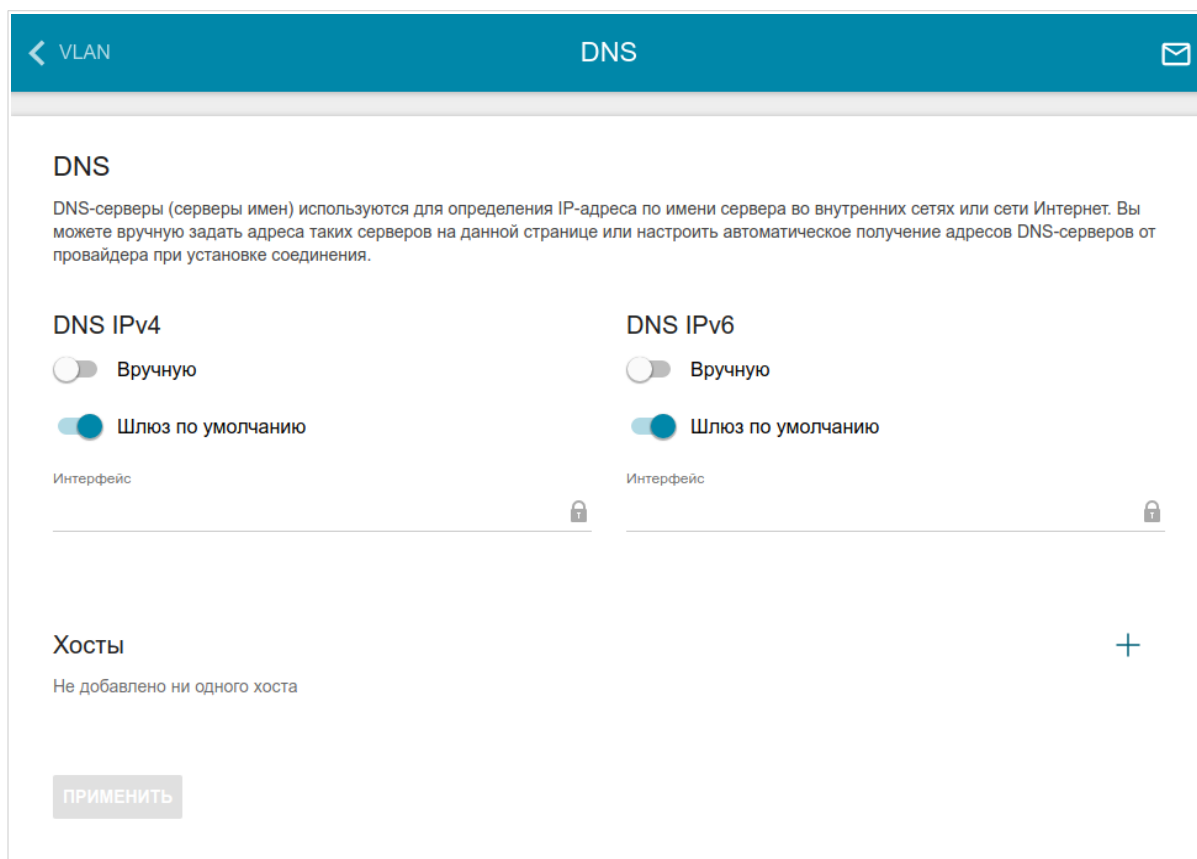 VLAN
DNS
DNS
DNS-серверы (серверы имен) используются для определения IP-адреса по имени сервера во внутренних сетях или сети Интернет. Вы
можете вручную задать адреса таких серверов на данной странице или настроить автоматическое получение адресов DNS-серверов от
провайдера при установке соединения.
DNS IPv4
Вручную
Шлюз по умолчанию
Интерфейс
DNS IPv6
Вручную
Шлюз по умолчанию
Интерфейс
Хосты
Не добавлено ни одного хоста
ПРИМЕНИТЬ